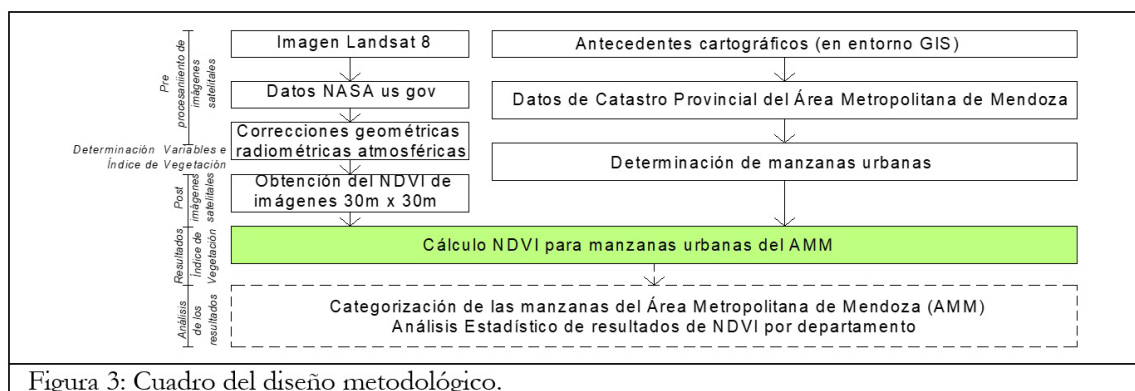 Pre
procesamiento de
imágenes
satelitales
Determinación Variables e
Índice de Vegetación
Post
imágenes
satelitales
Resultados
Índice de
Vegetación
Análisis
de los
resultados
Imagen Landsat 8
Datos NASA us gov
Correcciones geométricas
radiométricas atmosféricas
Obtención del NDVI de
imágenes 30m x 30m
Antecedentes cartográficos (en entorno GIS)
Datos de Catastro Provincial del Área Metropolitana de Mendoza
Determinación de manzanas urbanas
Cálculo NDVI para manzanas urbanas del AMM
Categorización de las manzanas del Área Metropolitana de Mendoza (AMM)
Análisis Estadístico de resultados de NDVI por departamento
Figura 3: Cuadro del diseño metodológico.